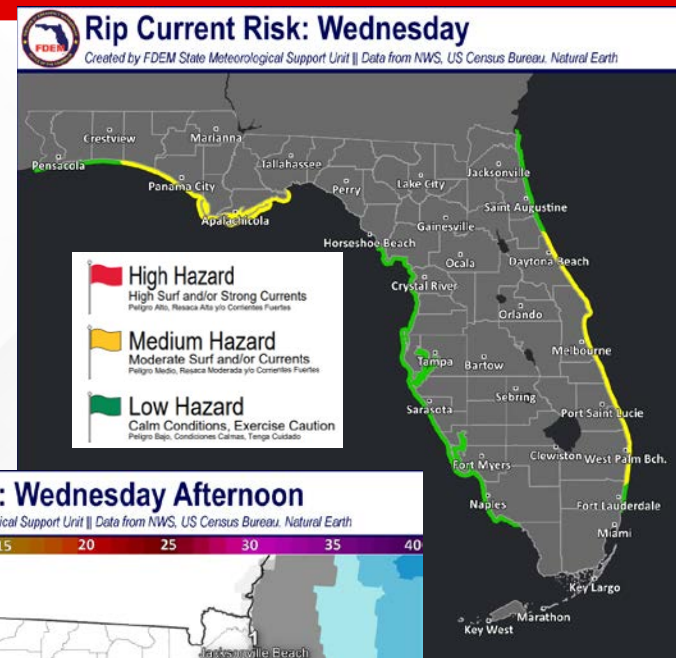 FDEM
Rip Current Risk: Wednesday
Created by FDEM State Meteorological Support Unit || Data from NWS, US Census Bureau. Natural Earth
Crestview
Marianna
Pensacola
Tallahassee
Jacksonville
Panama City
Perry
Lake City
Apalachicola
Saint Augustine
Gainesville
Horseshoe Beach
Ocala
Daytona Beach
Crystal River
Orlando
Tampa
Bartow
Melbourne
Sebring
Sarasota
Port Saint Lucie
Clewiston
West Palm Bch.
Fort Myers
Naples
Fort Lauderdale
Miami
Key Largo
Marathon
Key West
High Hazard
High Surf and/or Strong Currents
Peligro Alto, Resaca Alta y/o Corrientes Fuertes
Medium Hazard
Moderate Surf and/or Currents
Peligro Medio, Resaca Moderada y/o Corrientes Fuertes
Low Hazard
Calm Conditions, Exercise Caution
Peligro Bajo, Condiciones Calmas, Tenga Cuidado
: Wednesday Afternoon
ical Support Unit || Data from NWS, US Census Bureau. Natural Earth
15 20 25 30 35 40
1
Jacksonville Beach